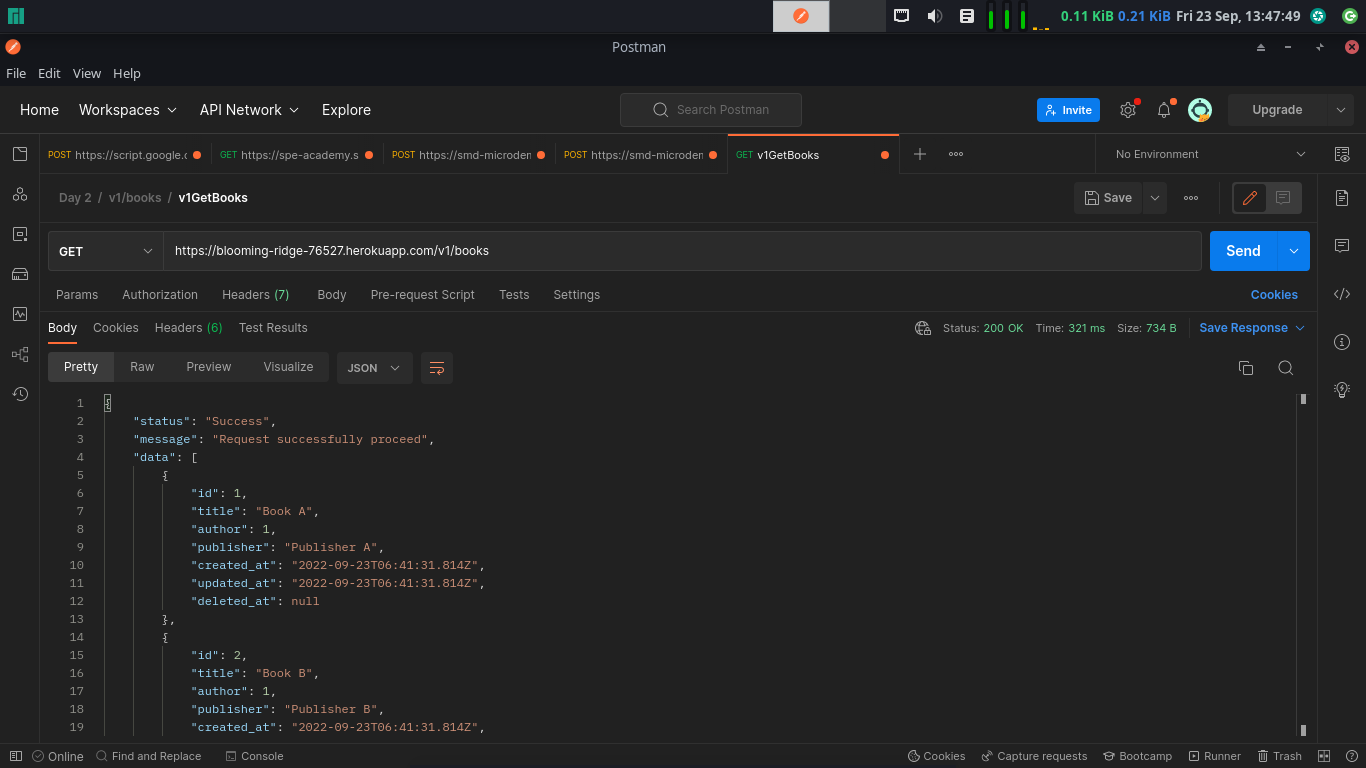 0.11 KiB 0.21 KiB Fri 23 Sep, 13:47:49
Postman
File Edit View Help
Home Workspaces API Network Explore Search Postman Invite Upgrade
POST https://script.google.c GET https://spe-academy.s POST https://smd-microder POST https://smd-microder GET v1GetBooks No Environment
Day 2 / v1/books / v1GetBooks Save
GET https://blooming-ridge-76527.herokuapp.com/v1/books Send
Params Authorization Headers (7) Body Pre-request Script Tests Settings Cookies
Body Cookies Headers (6) Test Results Status: 200 OK Time: 321 ms Size: 734 B Save Response
Pretty Raw Preview Visualize JSON
1 {
2 "status": "Success",
3 "message": "Request successfully proceed",
4 "data": [
5 {
6 "id": 1,
7 "title": "Book A",
8 "author": 1,
9 "publisher": "Publisher A",
10 "created_at": "2022-09-23T06:41:31.814Z",
11 "updated_at": "2022-09-23T06:41:31.814Z",
12 "deleted_at": null
13 },
14 {
15 "id": 2,
16 "title": "Book B",
17 "author": 1,
18 "publisher": "Publisher B",
19 "created_at": "2022-09-23T06:41:31.814Z",
Online Find and Replace Console Cookies Capture requests Bootcamp Runner Trash